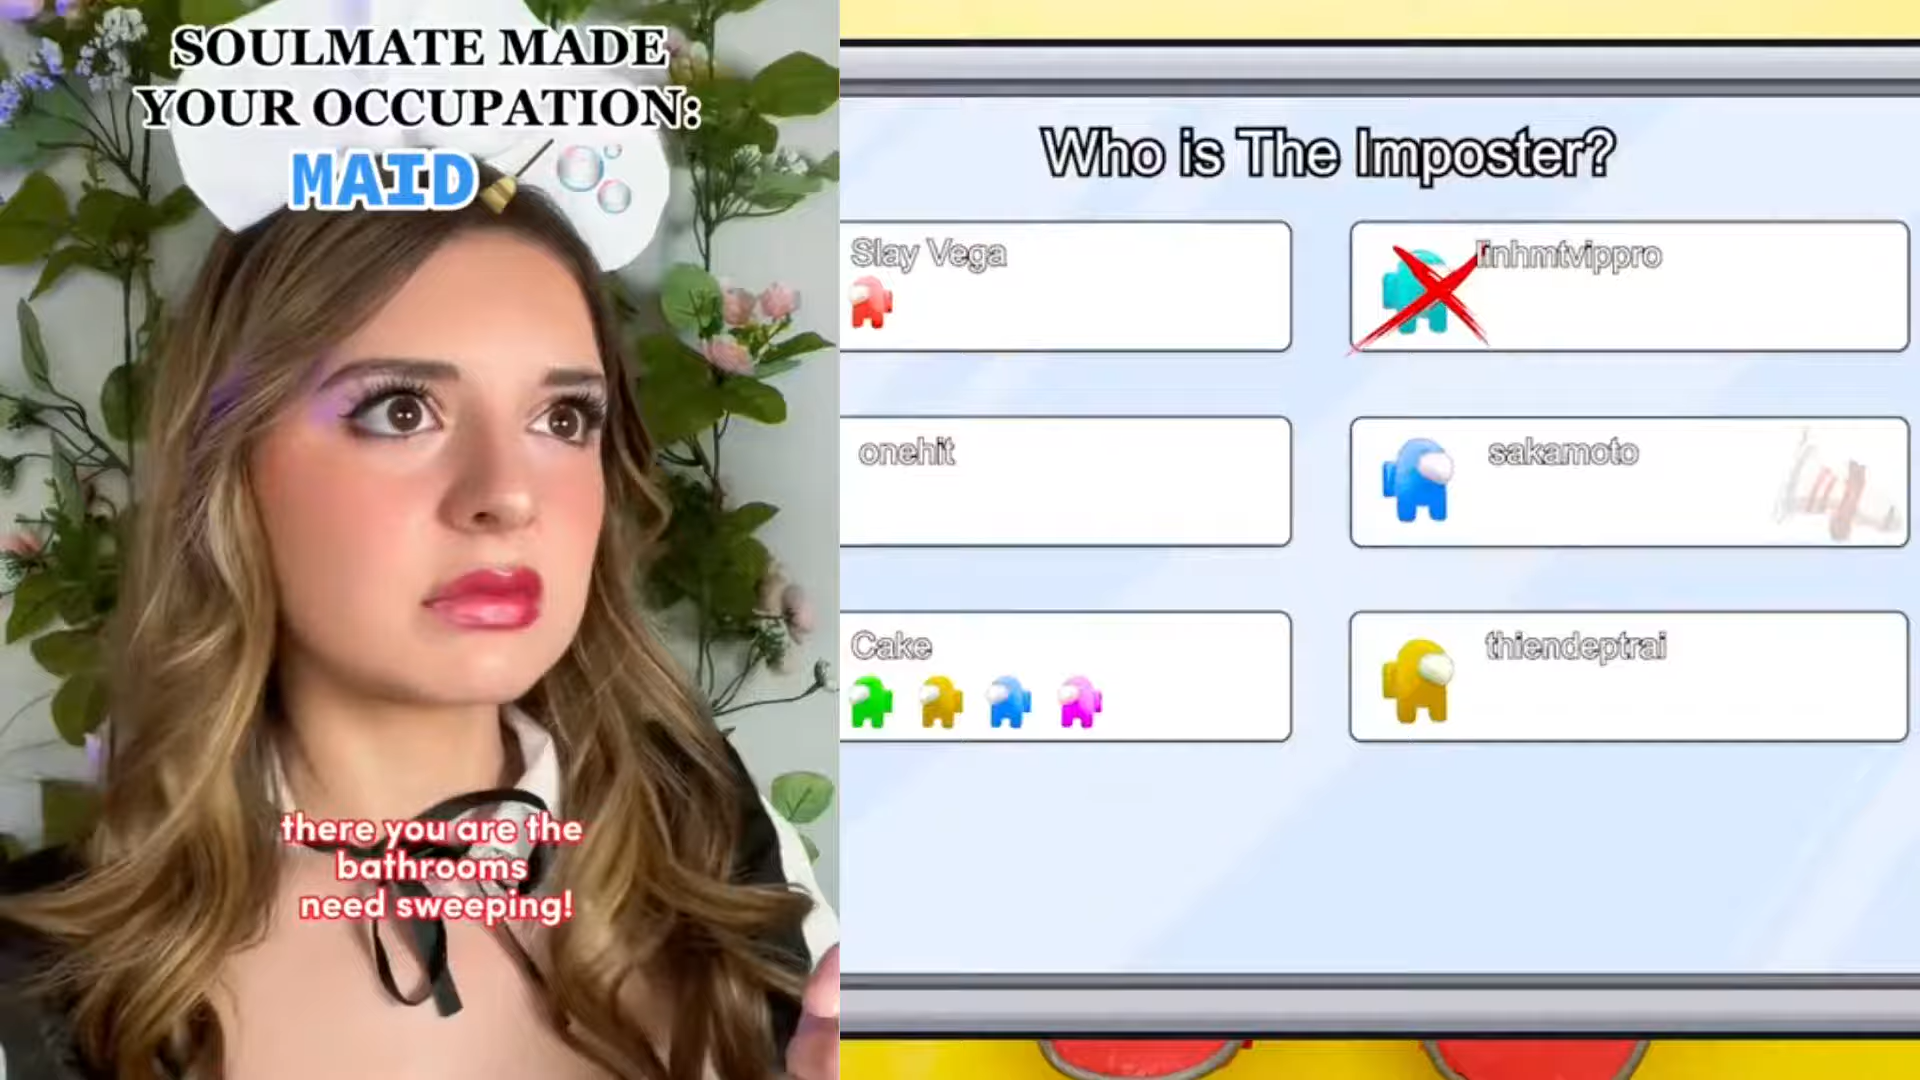 SOULMATE MADE
YOUR OCCUPATION:
MAID
there you are the
bathrooms
need sweeping!
Who is The Imposter?
Slay Vega
linhmtvippro
onehit
sakamoto
Cake
thiendeptrai